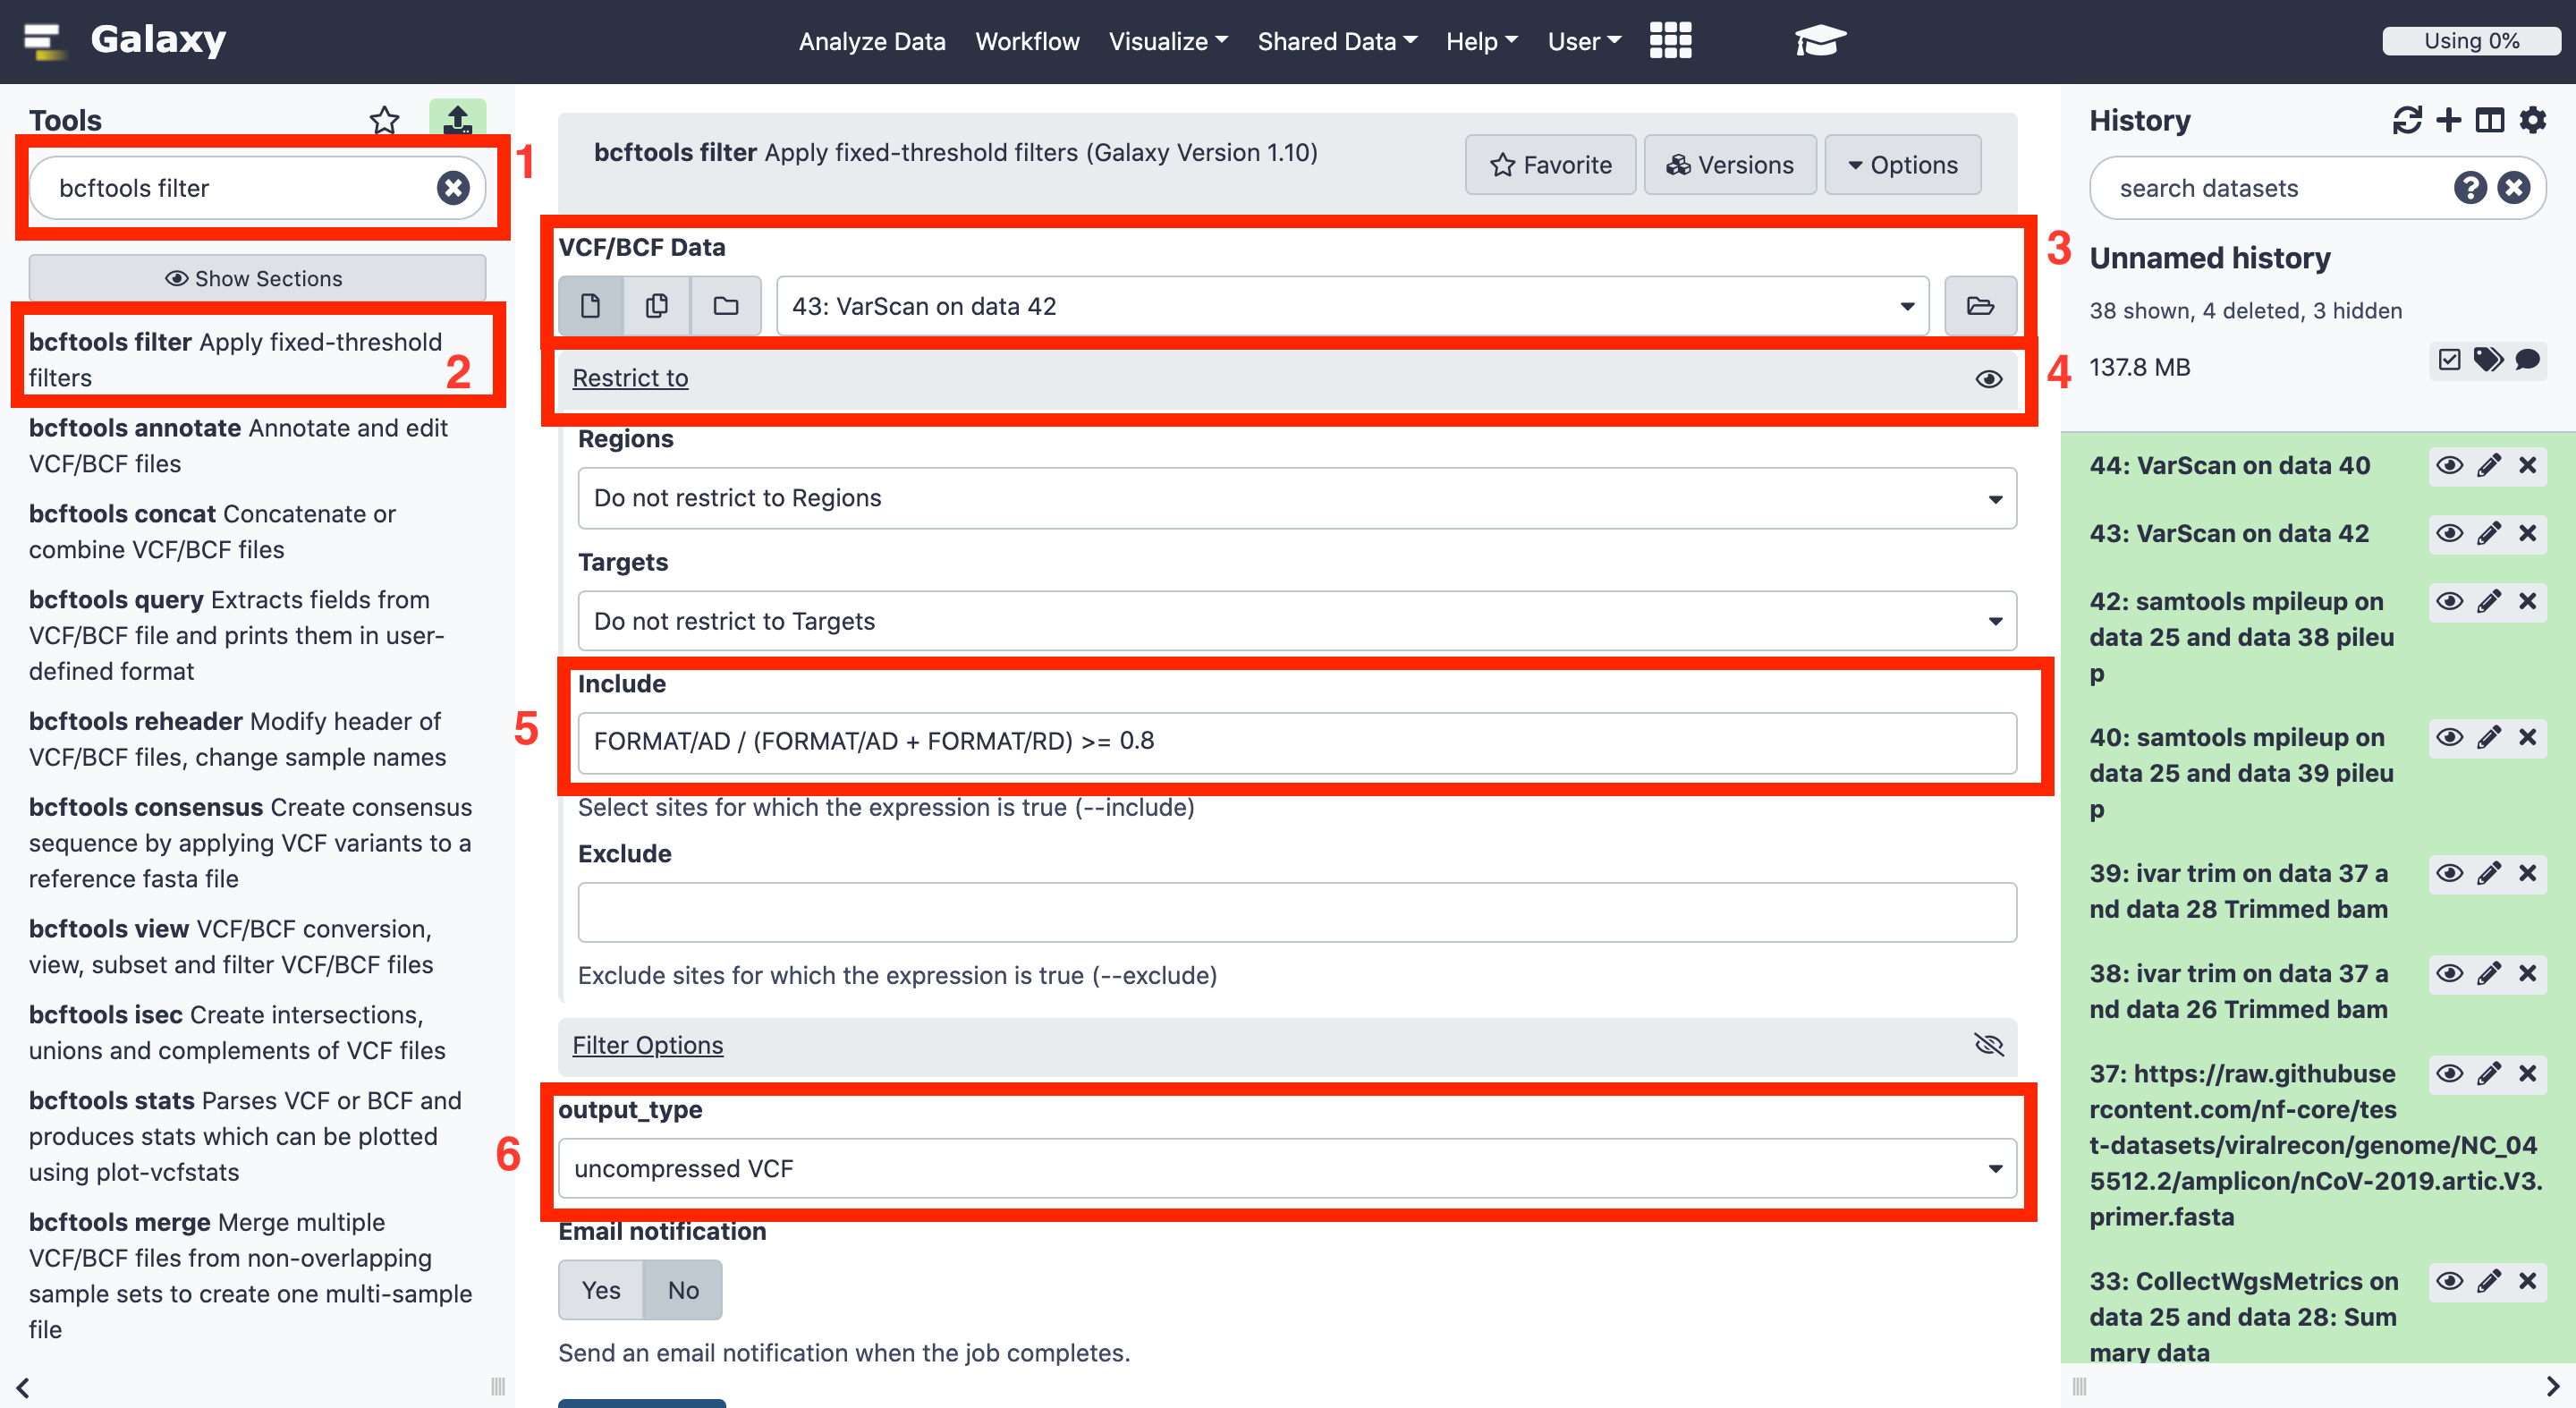 Galaxy
Analyze Data
Workflow
Visualize
Shared Data
Help
User
Using 0%
Tools
1
bcftools filter
Show Sections
bcftools filter Apply fixed-threshold
filters
2
bcftools annotate Annotate and edit
VCF/BCF files
bcftools concat Concatenate or
combine VCF/BCF files
bcftools query Extracts fields from
VCF/BCF file and prints them in user-
defined format
bcftools reheader Modify header of
VCF/BCF files, change sample names
bcftools consensus Create consensus
sequence by applying VCF variants to a
reference fasta file
bcftools view VCF/BCF conversion,
view, subset and filter VCF/BCF files
bcftools isec Create intersections,
unions and complements of VCF files
bcftools stats Parses VCF or BCF and
produces stats which can be plotted
using plot-vcfstats
bcftools merge Merge multiple
VCF/BCF files from non-overlapping
sample sets to create one multi-sample
file
bcftools filter Apply fixed-threshold filters (Galaxy Version 1.10)
Favorite
Versions
Options
VCF/BCF Data
3
43: VarScan on data 42
Restrict to
4
Regions
Do not restrict to Regions
Targets
Do not restrict to Targets
Include
5
FORMAT/AD / (FORMAT/AD + FORMAT/RD) >= 0.8
Select sites for which the expression is true (--include)
Exclude
Exclude sites for which the expression is true (--exclude)
Filter Options
output_type
6
uncompressed VCF
Email notification
Yes
No
Send an email notification when the job completes.
History
search datasets
Unnamed history
38 shown, 4 deleted, 3 hidden
137.8 MB
44: VarScan on data 40
43: VarScan on data 42
42: samtools mpileup on
data 25 and data 38 pileu
p
40: samtools mpileup on
data 25 and data 39 pileu
p
39: ivar trim on data 37 a
nd data 28 Trimmed bam
38: ivar trim on data 37 a
nd data 26 Trimmed bam
37: https://raw.githubuse
rcontent.com/nf-core/tes
t-datasets/viralrecon/genome/NC_04
5512.2/amplicon/nCoV-2019.artic.V3.
primer.fasta
33: CollectWgsMetrics on
data 25 and data 28: Sum
mary data